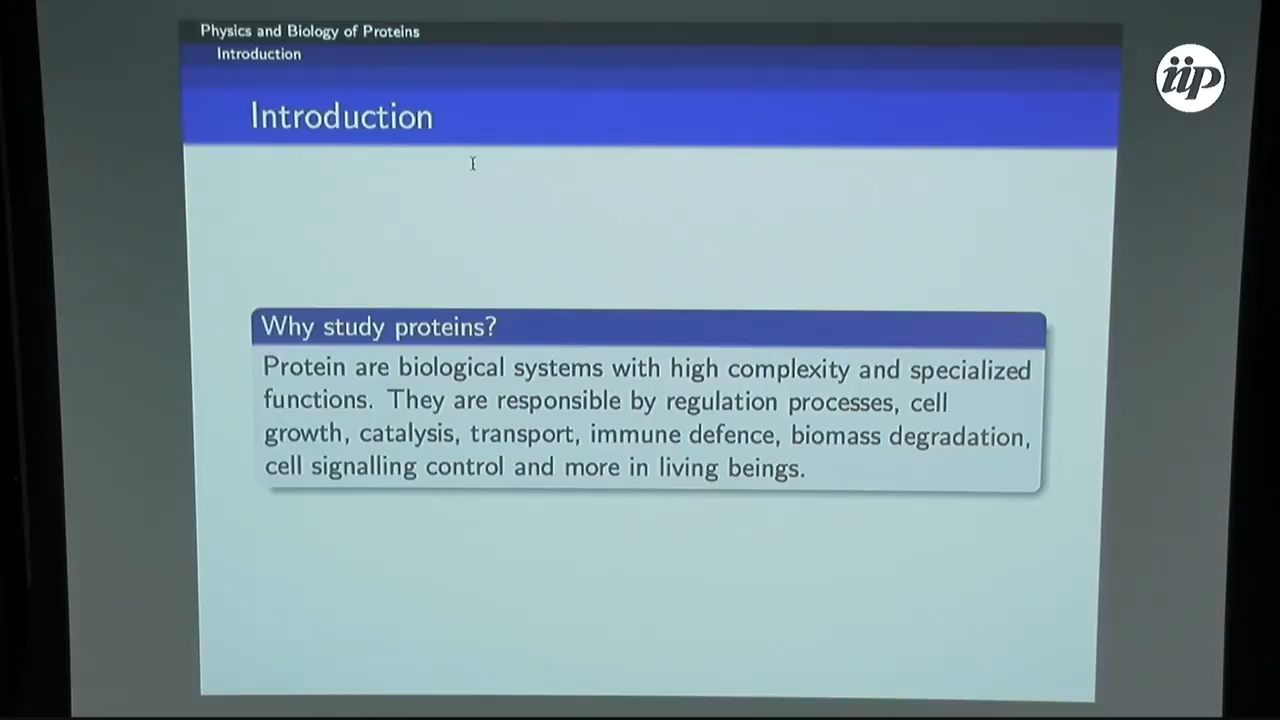 Physics and Biology of Proteins
Introduction
iip
Introduction
Why study proteins?
Protein are biological systems with high complexity and specialized
functions. They are responsible by regulation processes, cell
growth, catalysis, transport, immune defence, biomass degradation,
cell signalling control and more in living beings.